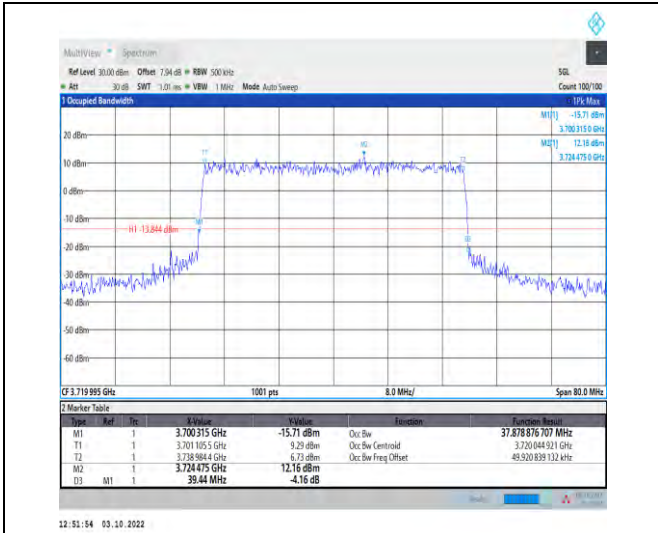 MultiView Spectrum
Ref Level 30.00 dBm Offset 7.94 dB RBW 500 kHz SGL
Att 30 dB SWT 1.01 ms VBW 1 MHz Mode Auto Sweep Count 100/100
1 Occupied Bandwidth 1Pk Max
M1[1] -15.71 dBm
3.700 315 0 GHz
M2[1] 12.16 dBm
3.724 475 0 GHz
20 dBm
M2
T1
T2
10 dBm
0 dBm
-10 dBm
M1
H1 -13.844 dBm
D3
-20 dBm
-30 dBm
-40 dBm
-50 dBm
-60 dBm
CF 3.719 995 GHz 1001 pts 8.0 MHz/ Span 80.0 MHz
2 Marker Table
Type Ref Trc X-Value Y-Value Function Function Result
M1 1 3.700 315 GHz -15.71 dBm Occ Bw 37.878 876 707 MHz
T1 1 3.701 105 5 GHz 9.29 dBm Occ Bw Centroid 3.720 044 921 GHz
T2 1 3.738 984 4 GHz 6.73 dBm Occ Bw Freq Offset 49.920 839 132 kHz
M2 1 3.724 475 GHz 12.16 dBm
D3 M1 1 39.44 MHz -4.16 dB
12:51:54 03.10.2022